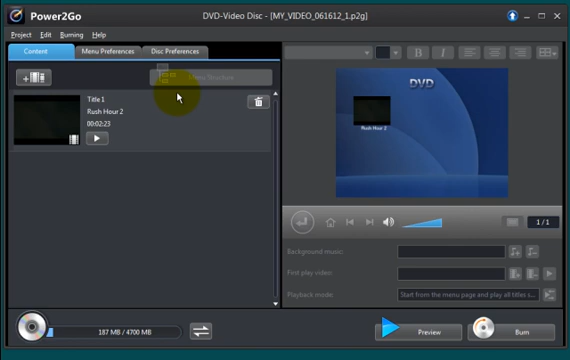 Power2Go
DVD-Video Disc - [MY_VIDEO_061612_1.p2g]
Project Edit Burning Help
Content Menu Preferences Disc Preferences
B I
Menu Structure
Title 1
Rush Hour 2
00:02:23
DVD
Rush Hour 2
1/1
Background music:
First play video:
Playback mode: Start from the menu page and play all titles s...
187 MB / 4700 MB
Preview
Burn